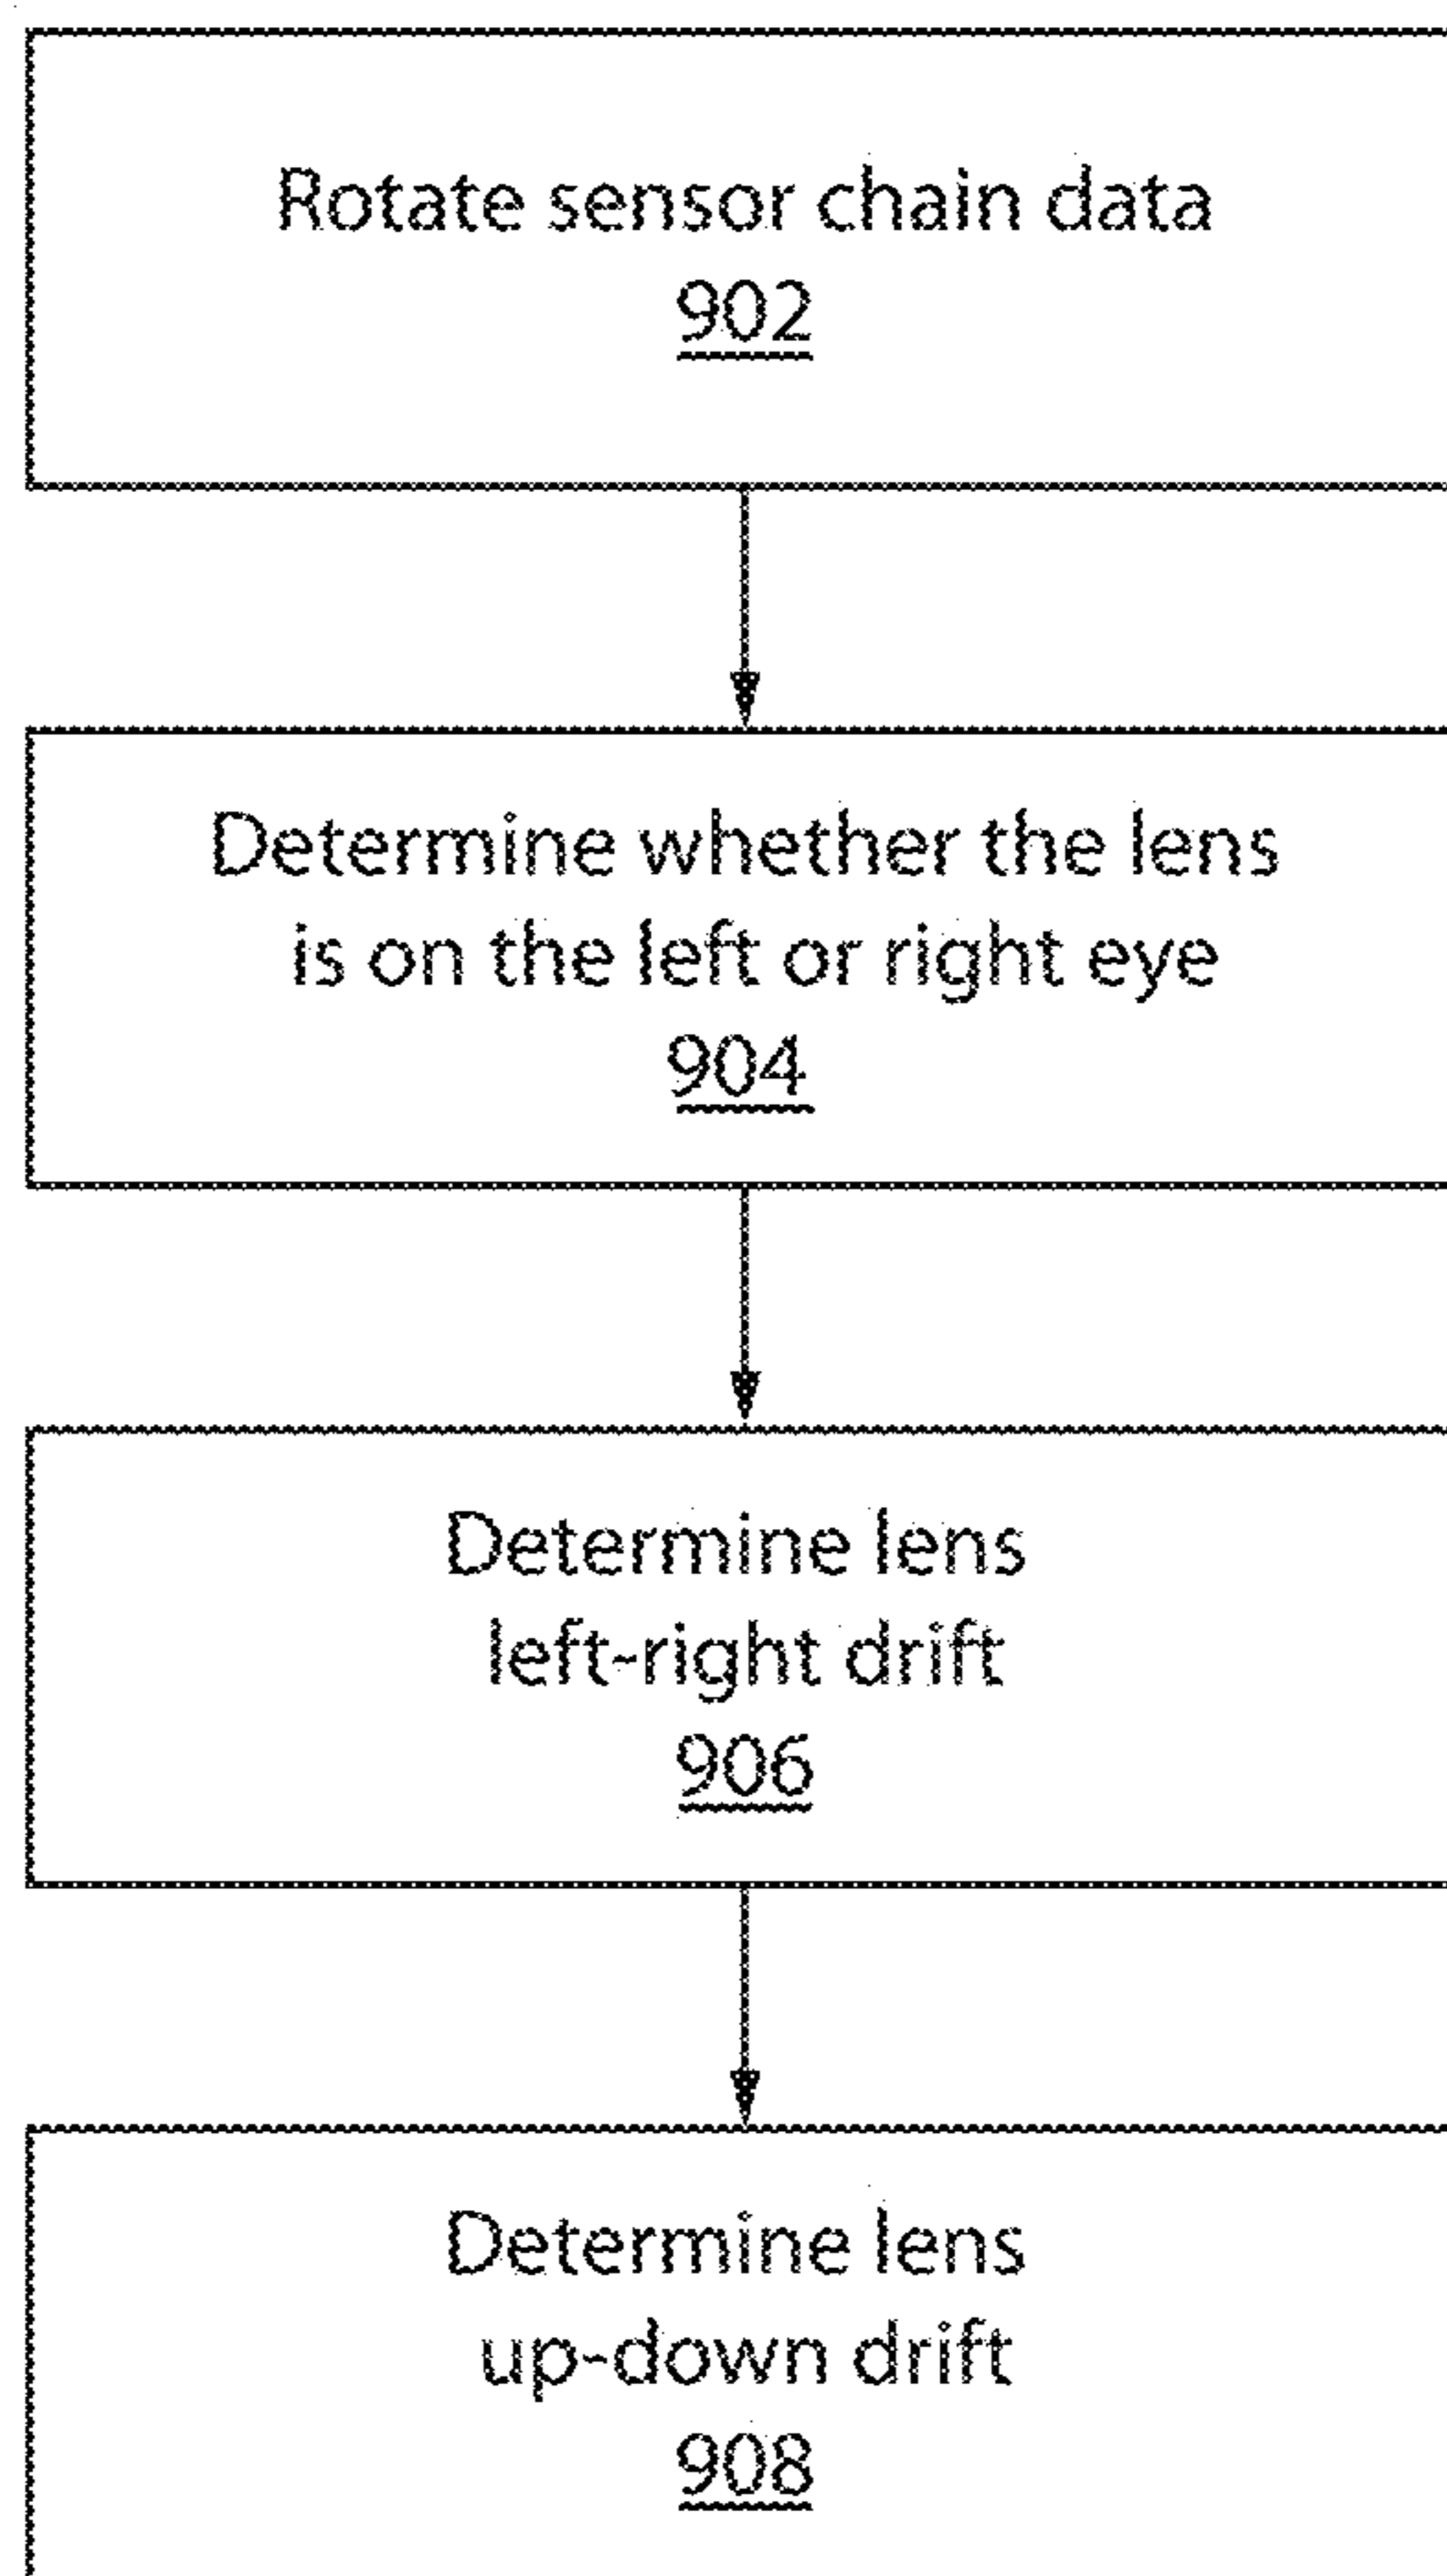 Rotate sensor chain data
902
Determine whether the lens
is on the left or right eye
904
Determine lens
left-right drift
906
Determine lens
up-down drift
908